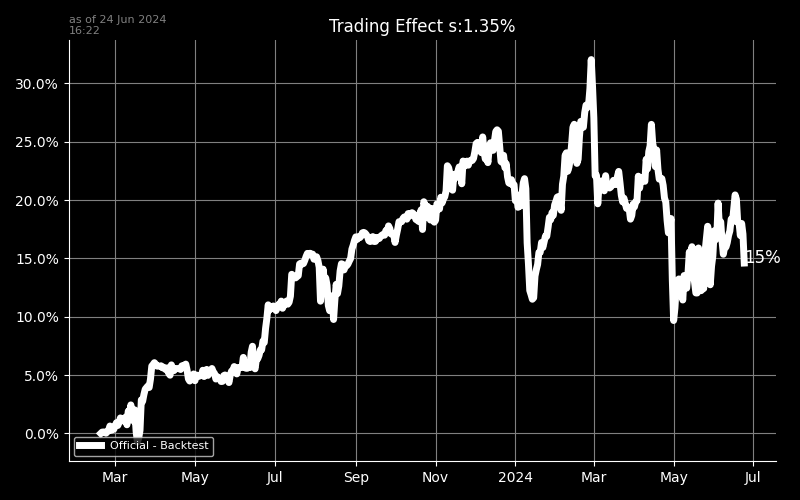 as of 24 Jun 2024
16:22
Trading Effect s:1.35%
30.0%
25.0%
20.0%
15.0%
10.0%
5.0%
0.0%
15%
Official - Backtest
Mar May Jul Sep Nov 2024 Mar May Jul